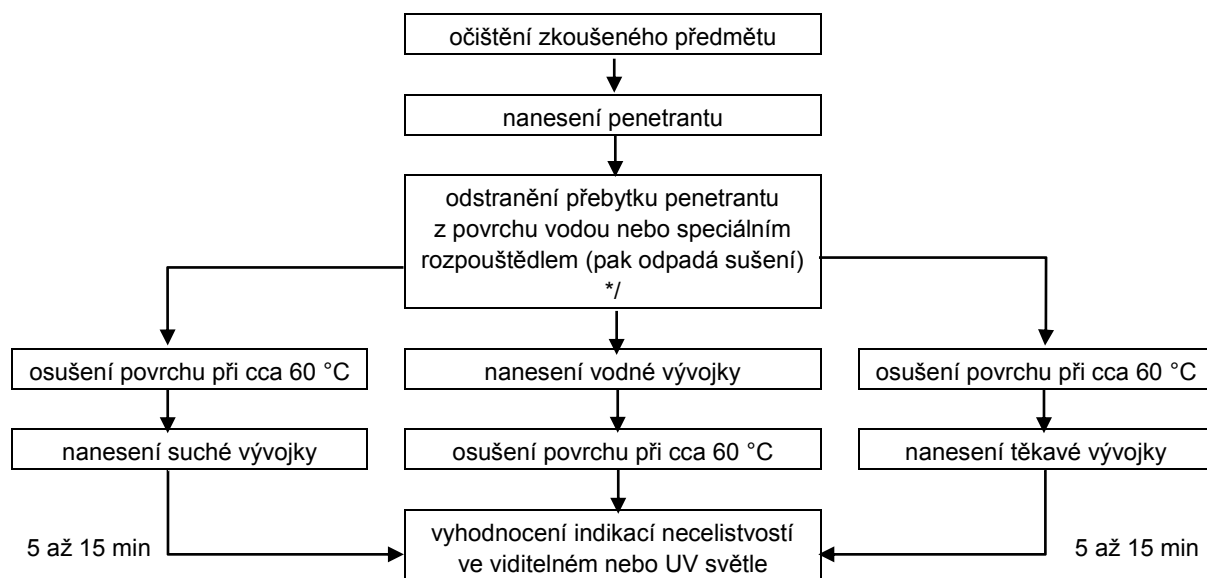 očištění zkoušeného předmětu
nanesení penetrantu
odstranění přebytku penetrantu
z povrchu vodou nebo speciálním
rozpouštědlem (pak odpadá sušení)
*/
osušení povrchu při cca 60 °C
nanesení vodné vývojky
osušení povrchu při cca 60 °C
nanesení suché vývojky
osušení povrchu při cca 60 °C
nanesení těkavé vývojky
5 až 15 min
vyhodnocení indikací necelistvostí
ve viditelném nebo UV světle
5 až 15 min